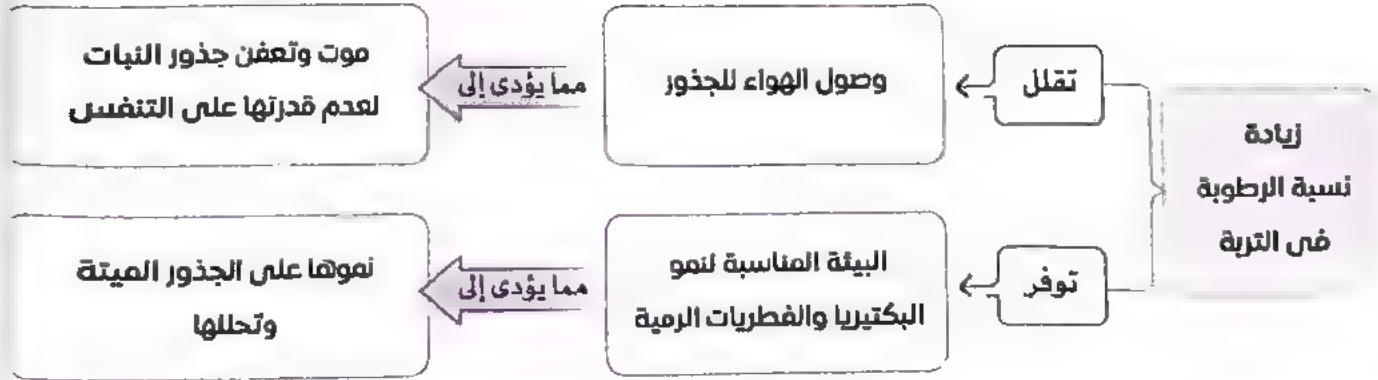 زيادة
نسبة الرطوبة
فى التربة
تقلل
وصول الهواء للجذور
مما يؤدى إلى
موت وتعفن جذور النبات
لعدم قدرتها على التنفس
توفر
البيئة المناسبة لنمو
البكتيريا والفطريات الرمية
مما يؤدى إلى
نموها على الجذور الميتة
وتحللها